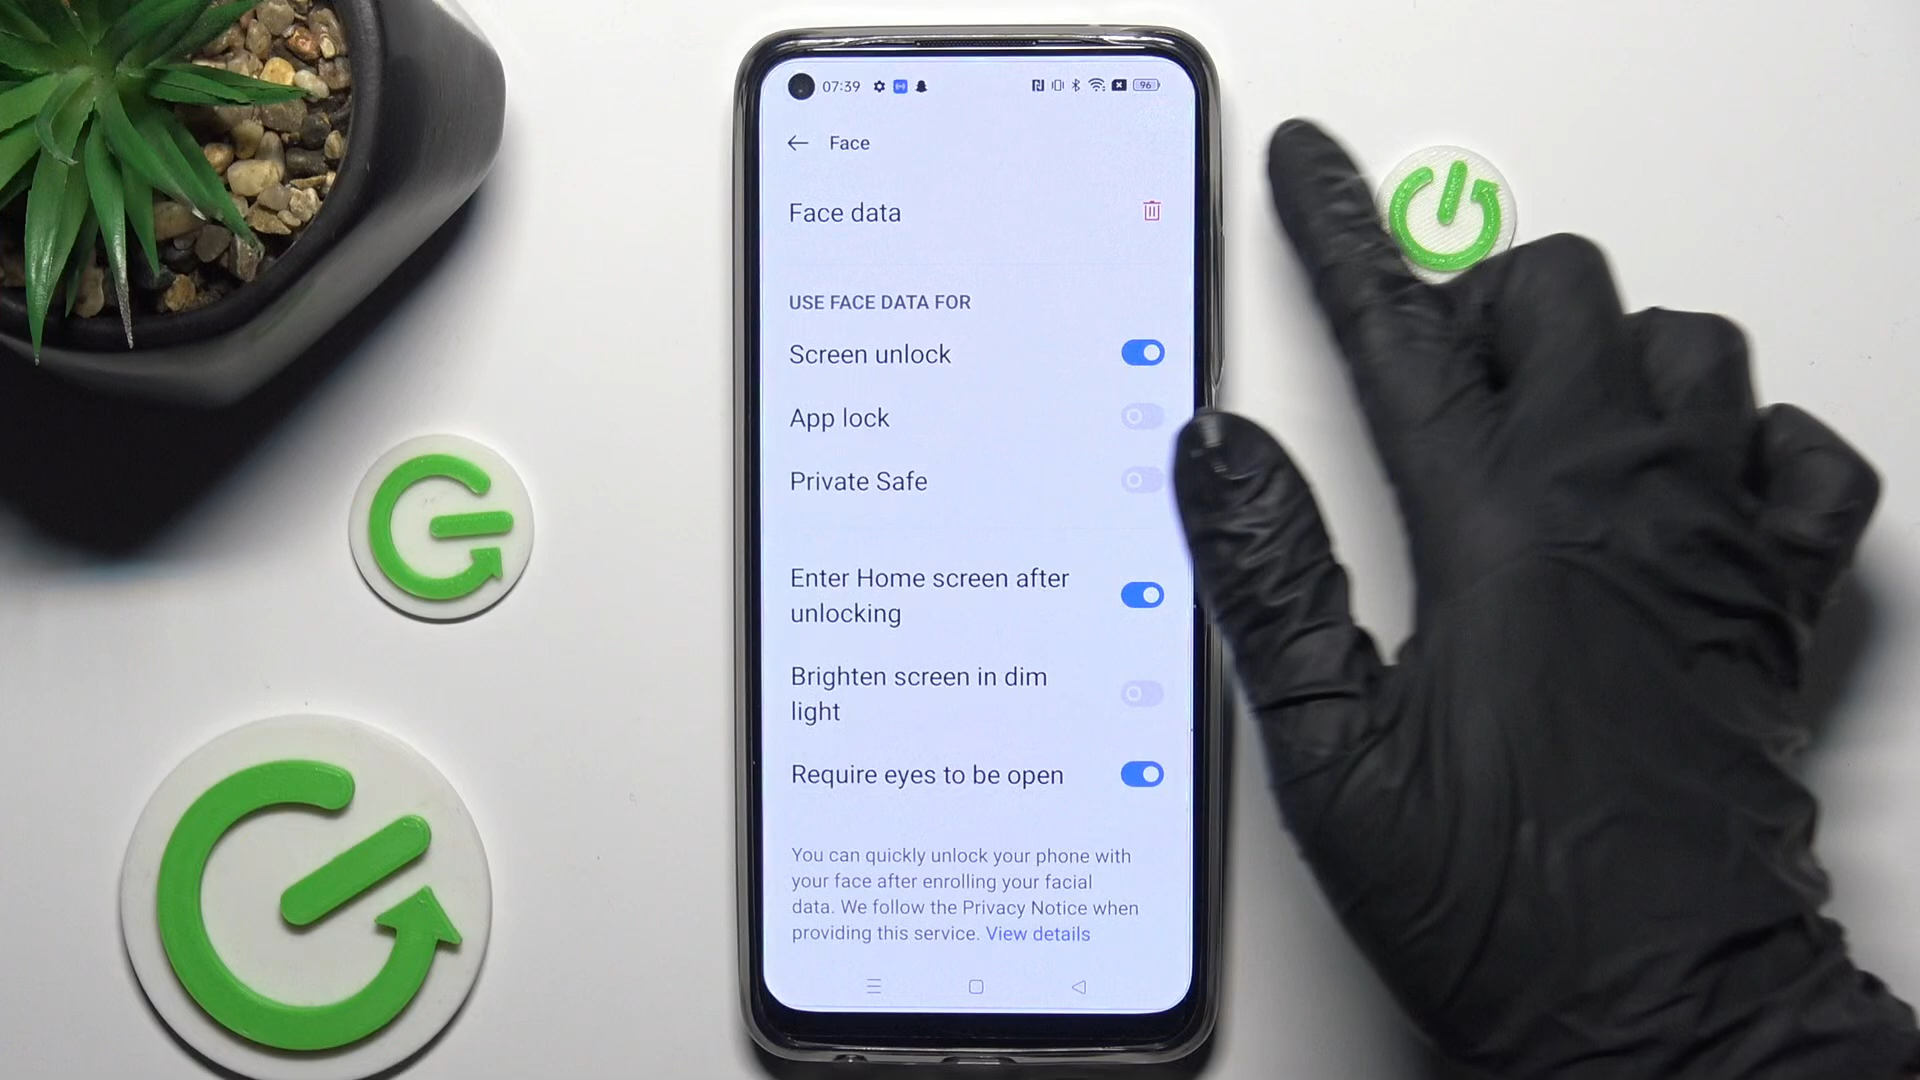 07:39
96
Face
Face data
USE FACE DATA FOR
Screen unlock
App lock
Private Safe
Enter Home screen after
unlocking
Brighten screen in dim
light
Require eyes to be open
You can quickly unlock your phone with
your face after enrolling your facial
data. We follow the Privacy Notice when
providing this service. View details